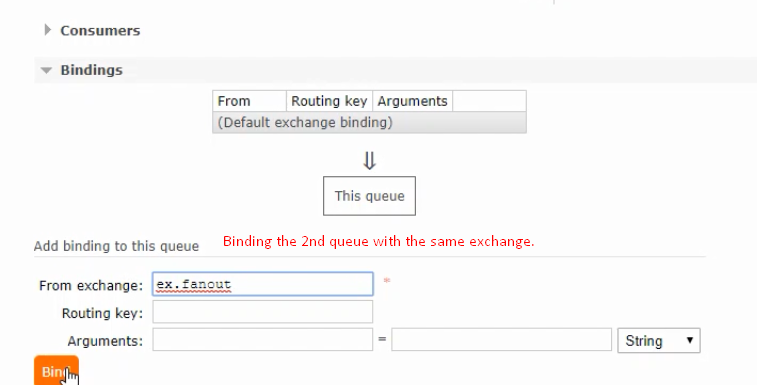 Consumers
Bindings
From Routing key Arguments
(Default exchange binding)
⇓
This queue
Add binding to this queue Binding the 2nd queue with the same exchange.
From exchange: ex.fanout *
Routing key:
Arguments: = String
Bind